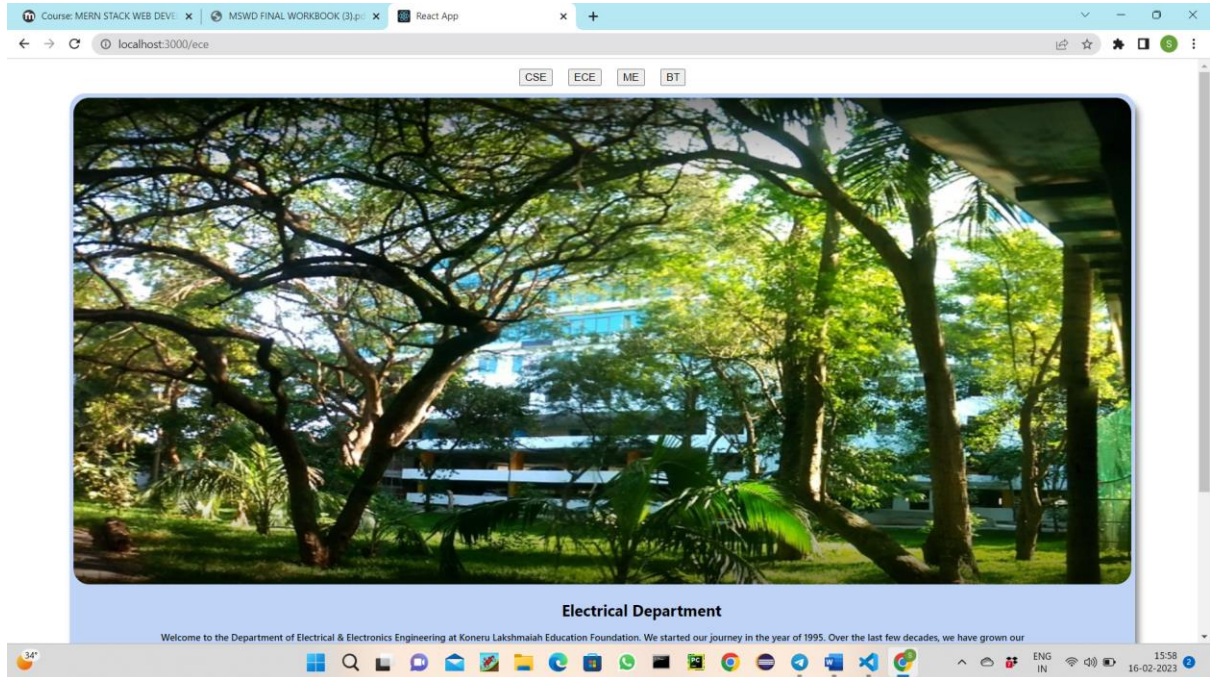 Course: MERN STACK WEB DEVE
MSWD FINAL WORKBOOK (3).pd
React App
localhost:3000/ece
S
CSE ECE ME BT
Electrical Department
Welcome to the Department of Electrical & Electronics Engineering at Koneru Lakshmaiah Education Foundation. We started our journey in the year of 1995. Over the last few decades, we have grown our
34°
ENG
IN
15:58
16-02-2023
2